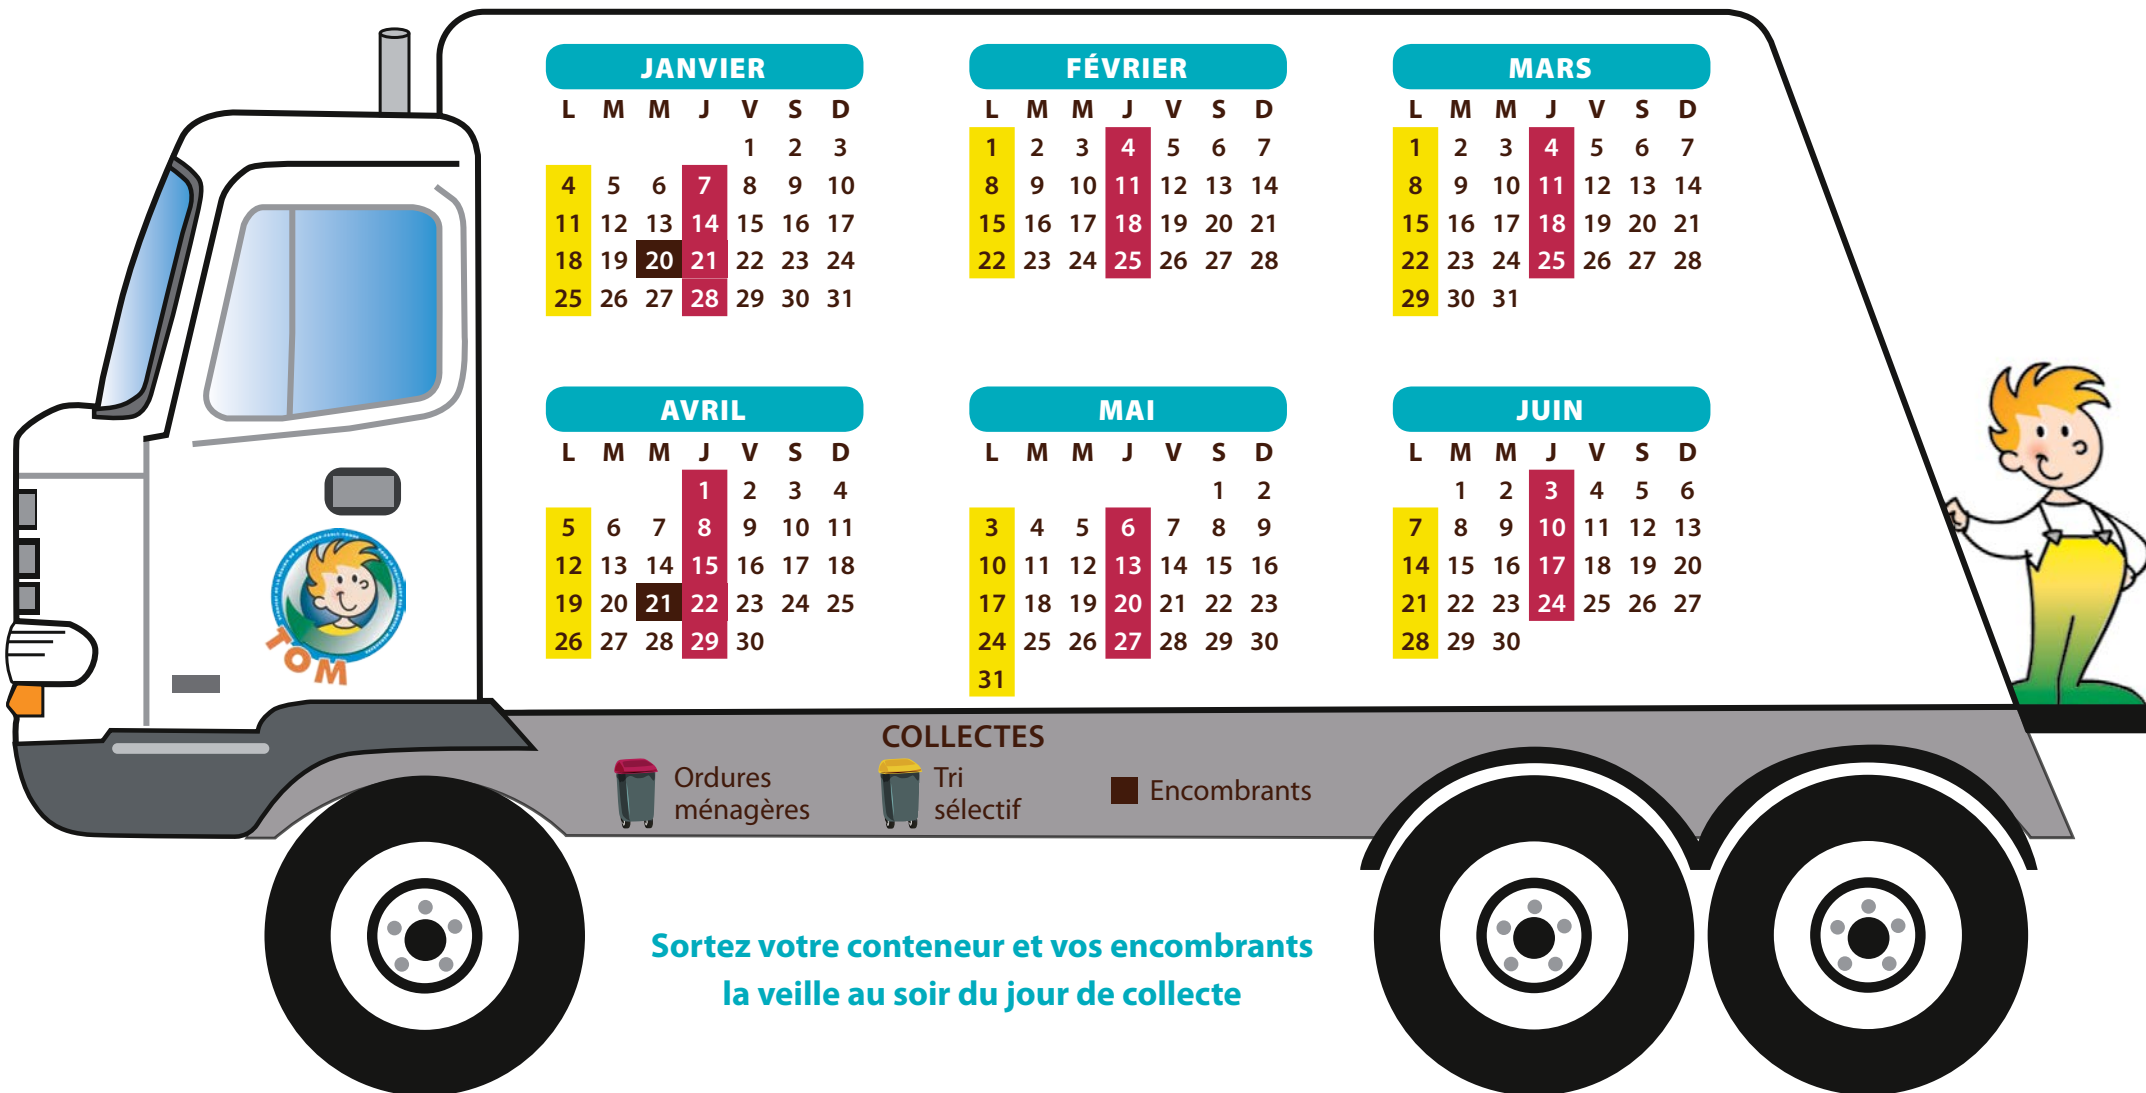 JANVIER
L M M J V S D
1 2 3
4 5 6 7 8 9 10
11 12 13 14 15 16 17
18 19 20 21 22 23 24
25 26 27 28 29 30 31
FÉVRIER
L M M J V S D
1 2 3 4 5 6 7
8 9 10 11 12 13 14
15 16 17 18 19 20 21
22 23 24 25 26 27 28
MARS
L M M J V S D
1 2 3 4 5 6 7
8 9 10 11 12 13 14
15 16 17 18 19 20 21
22 23 24 25 26 27 28
29 30 31
AVRIL
L M M J V S D
1 2 3 4
5 6 7 8 9 10 11
12 13 14 15 16 17 18
19 20 21 22 23 24 25
26 27 28 29 30
MAI
L M M J V S D
1 2
3 4 5 6 7 8 9
10 11 12 13 14 15 16
17 18 19 20 21 22 23
24 25 26 27 28 29 30
31
JUIN
L M M J V S D
1 2 3 4 5 6
7 8 9 10 11 12 13
14 15 16 17 18 19 20
21 22 23 24 25 26 27
28 29 30
TOM
COLLECTES
Ordures
ménagères
Tri
sélectif
Encombrants
Sortez votre conteneur et vos encombrants
la veille au soir du jour de collecte